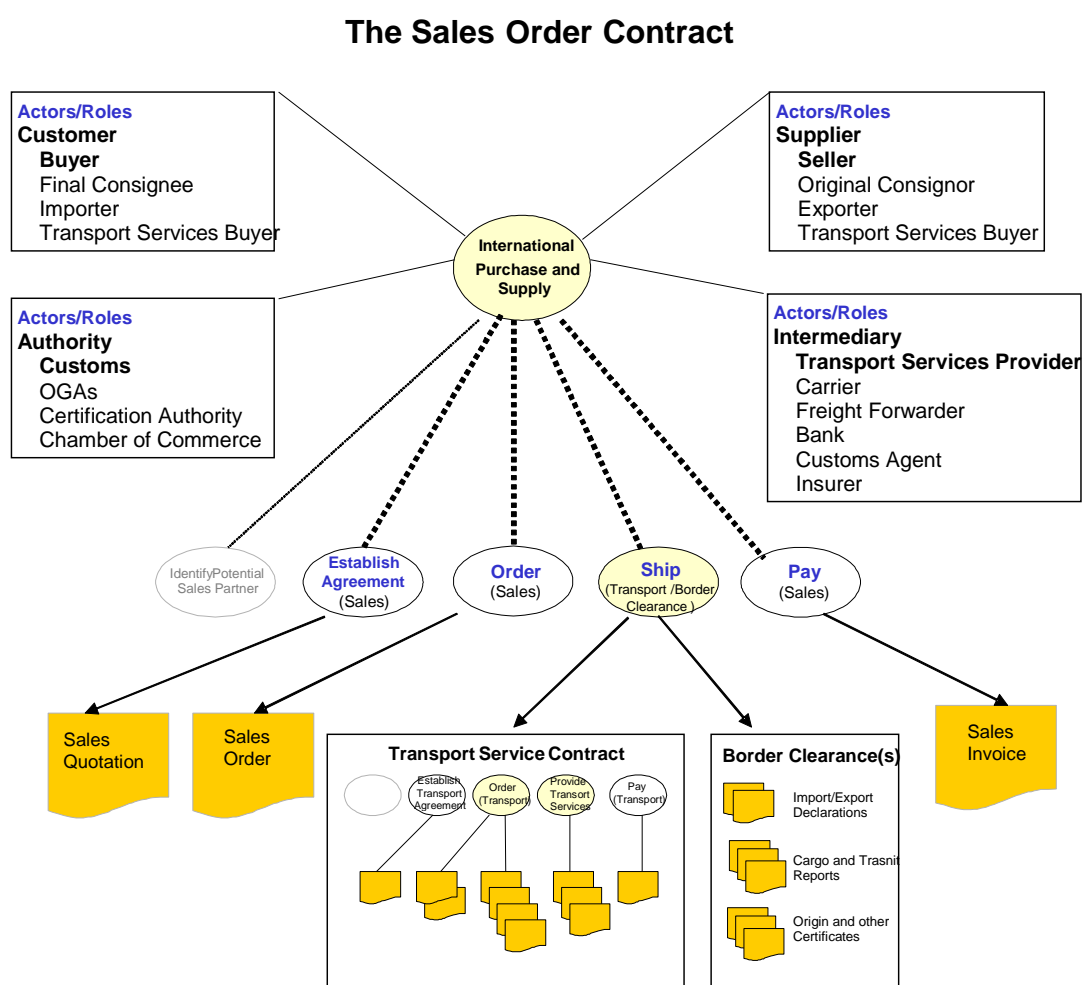 The Sales Order Contract
Actors/Roles
Customer
Buyer
Final Consignee
Importer
Transport Services Buyer
Actors/Roles
Supplier
Seller
Original Consignor
Exporter
Transport Services Buyer
International
Purchase and
Supply
Actors/Roles
Authority
Customs
OGAs
Certification Authority
Chamber of Commerce
Actors/Roles
Intermediary
Transport Services Provider
Carrier
Freight Forwarder
Bank
Customs Agent
Insurer
IdentifyPotential
Sales Partner
Establish
Agreement
(Sales)
Order
(Sales)
Ship
(Transport /Border
Clearance )
Pay
(Sales)
Sales
Quotation
Sales
Order
Transport Service Contract
Establish
Transport
Agreement
Order
(Transport)
Provide
Transort
Services
Pay
(Transport)
Border Clearance(s)
Import/Export
Declarations
Cargo and Trasnit
Reports
Origin and other
Certificates
Sales
Invoice